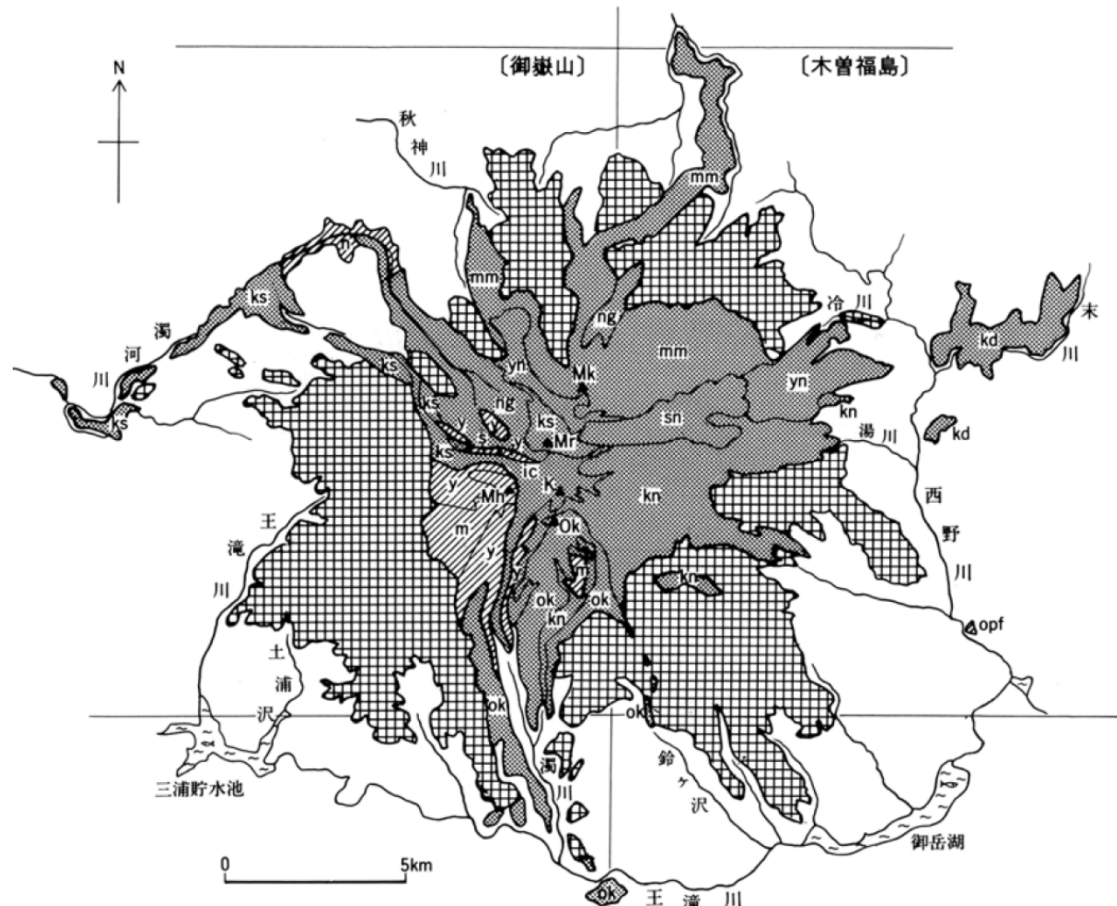 N
〔御嶽山〕
〔木曽福島〕
秋神川
mm
mm
ng
mm
冷川
末川
kd
ks
濁河川
ks
ks
yn
Mk
yn
kn
ng
ks
sn
y
y
s
y
ks
Mr
湯川
kd
ks
ic
y
Mh
K
kn
m
y
Ok
m
西野川
王滝川
ok
kn
ok
kn
opf
土浦沢
ok
ok
三浦貯水池
濁川
鈴ヶ沢
御岳湖
0
5km
ok
王滝川